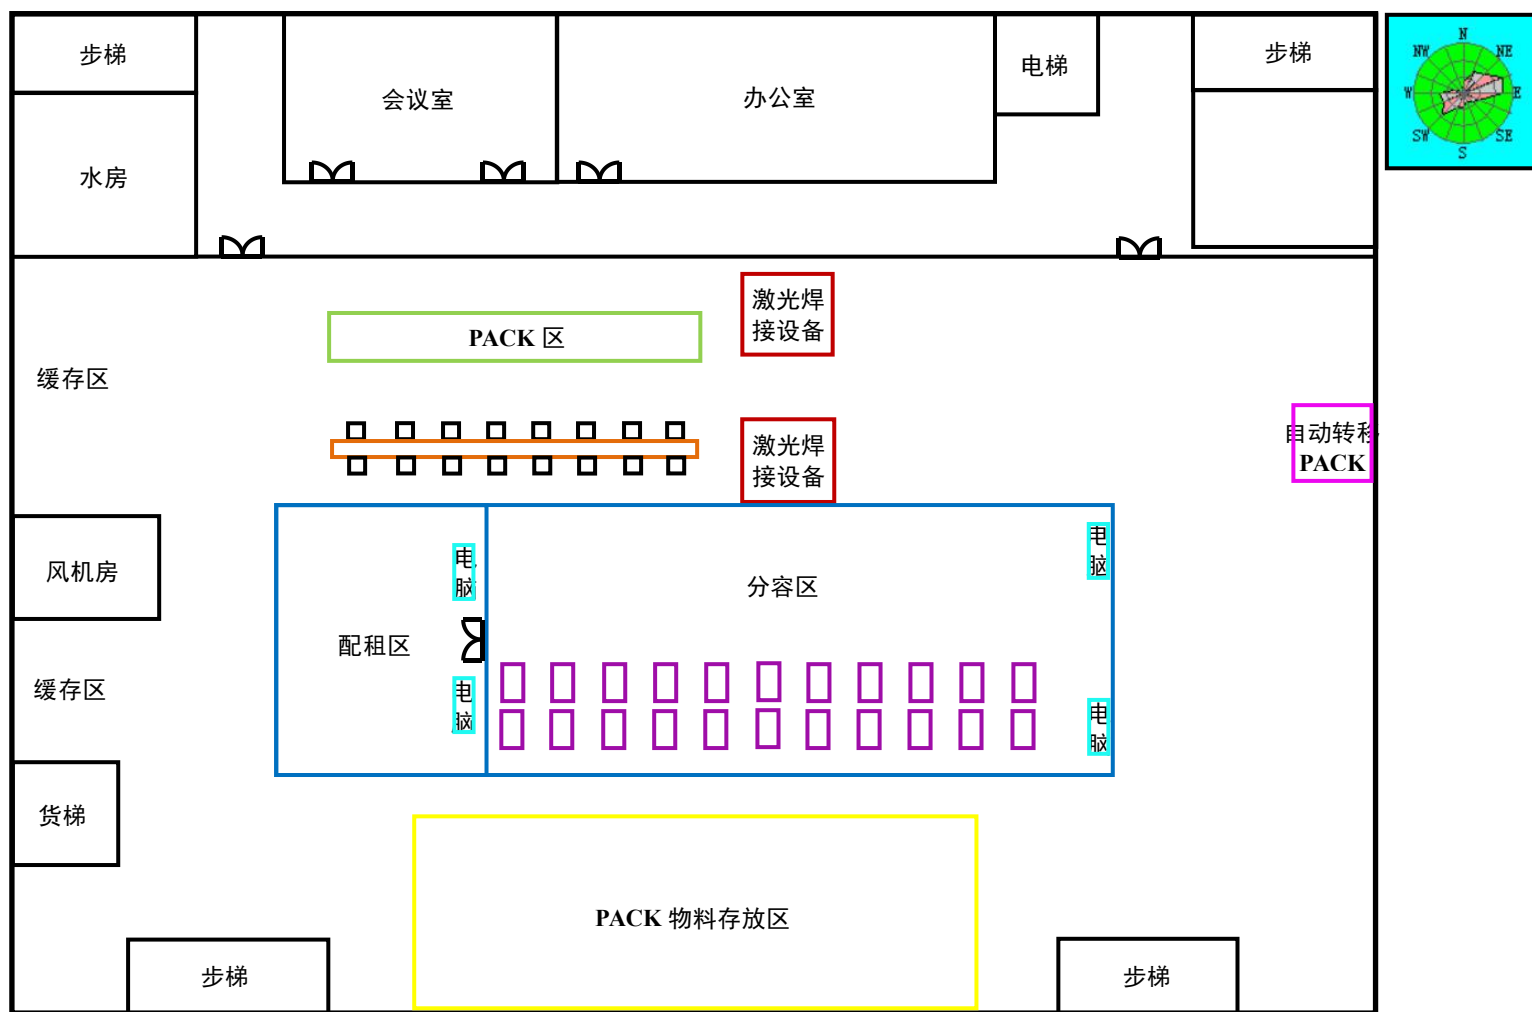 步梯
会议室
办公室
电梯
步梯
N
NW
NE
W
E
SW
SE
S
水房
激光焊
接设备
PACK 区
缓存区
自动转移
PACK
激光焊
接设备
电
脑
电
脑
风机房
分容区
配租区
缓存区
电
脑
电
脑
货梯
PACK 物料存放区
步梯
步梯